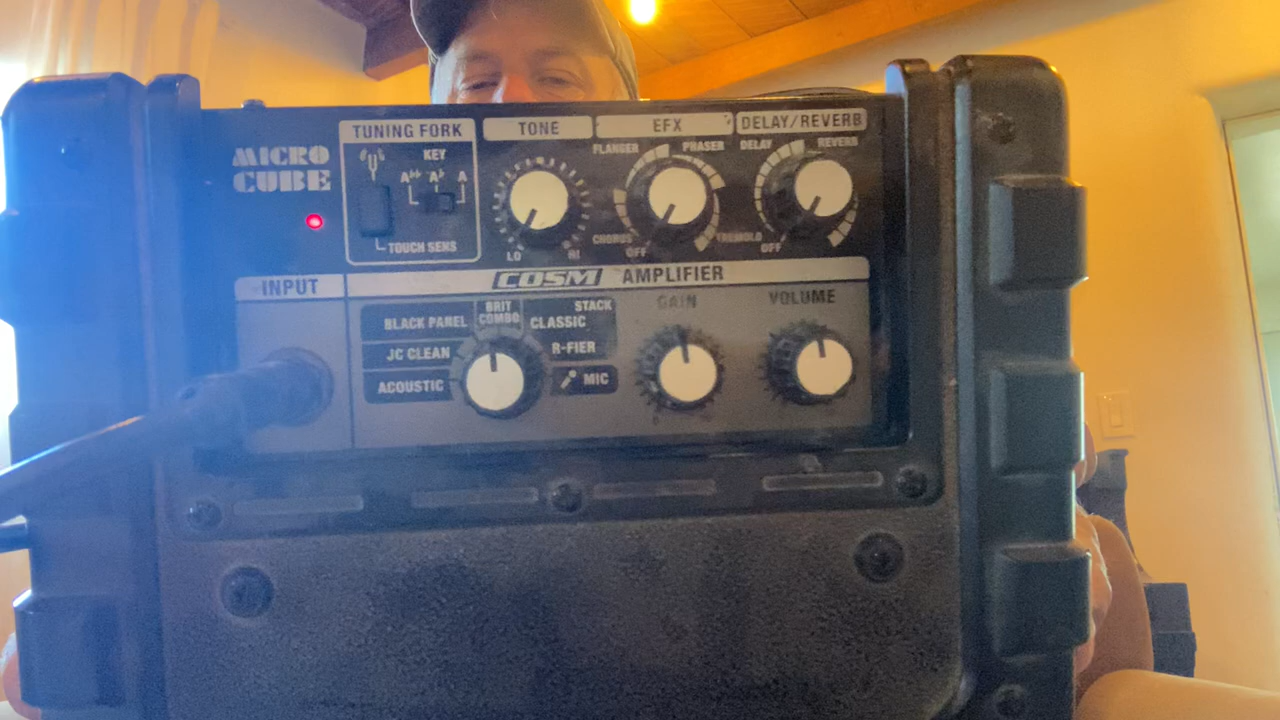 MICRO
CUBE
TUNING FORK
KEY
A♭♭ A♭ A
TOUCH SENS
TONE
LO HI
EFX
FLANGER PHASER
CHORUS TREMOLO
OFF
DELAY/REVERB
DELAY REVERB
OFF
INPUT
COSM AMPLIFIER
BLACK PANEL
JC CLEAN
ACOUSTIC
BRIT
COMBO
STACK
CLASSIC
R-FIER
MIC
GAIN
VOLUME